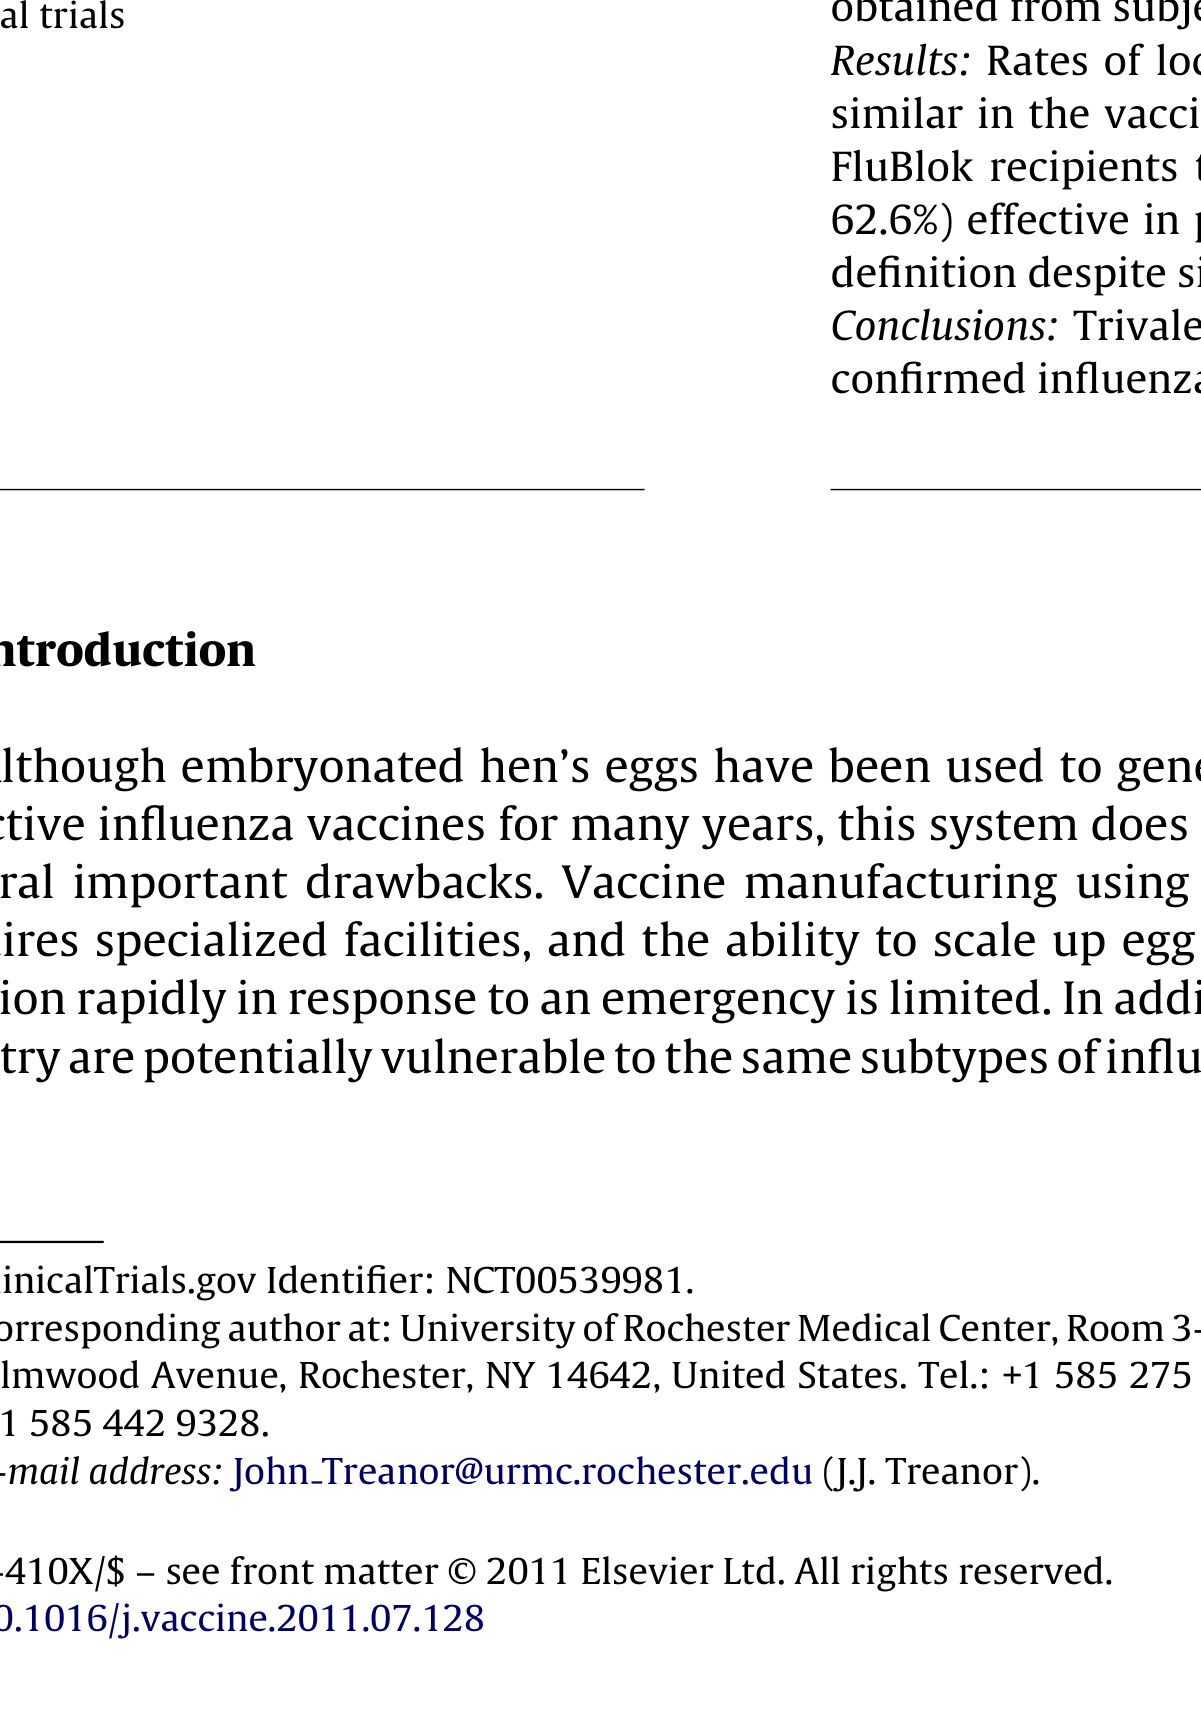 al trials
obtained from subje
Results: Rates of loc
similar in the vacci
FluBlok recipients t
62.6%) effective in p
definition despite si
Conclusions: Trivale
confirmed influenza
ntroduction
lthough embryonated hen’s eggs have been used to gene
ctive influenza vaccines for many years, this system does
ral important drawbacks. Vaccine manufacturing using
ires specialized facilities, and the ability to scale up egg
ion rapidly in response to an emergency is limited. In addi
try are potentially vulnerable to the same subtypes of influ
inicalTrials.gov Identifier: NCT00539981.
orresponding author at: University of Rochester Medical Center, Room 3-
lmwood Avenue, Rochester, NY 14642, United States. Tel.: +1 585 275
1 585 442 9328.
-mail address: John_Treanor@urmc.rochester.edu (J.J. Treanor).
-410X/$ – see front matter © 2011 Elsevier Ltd. All rights reserved.
0.1016/j.vaccine.2011.07.128